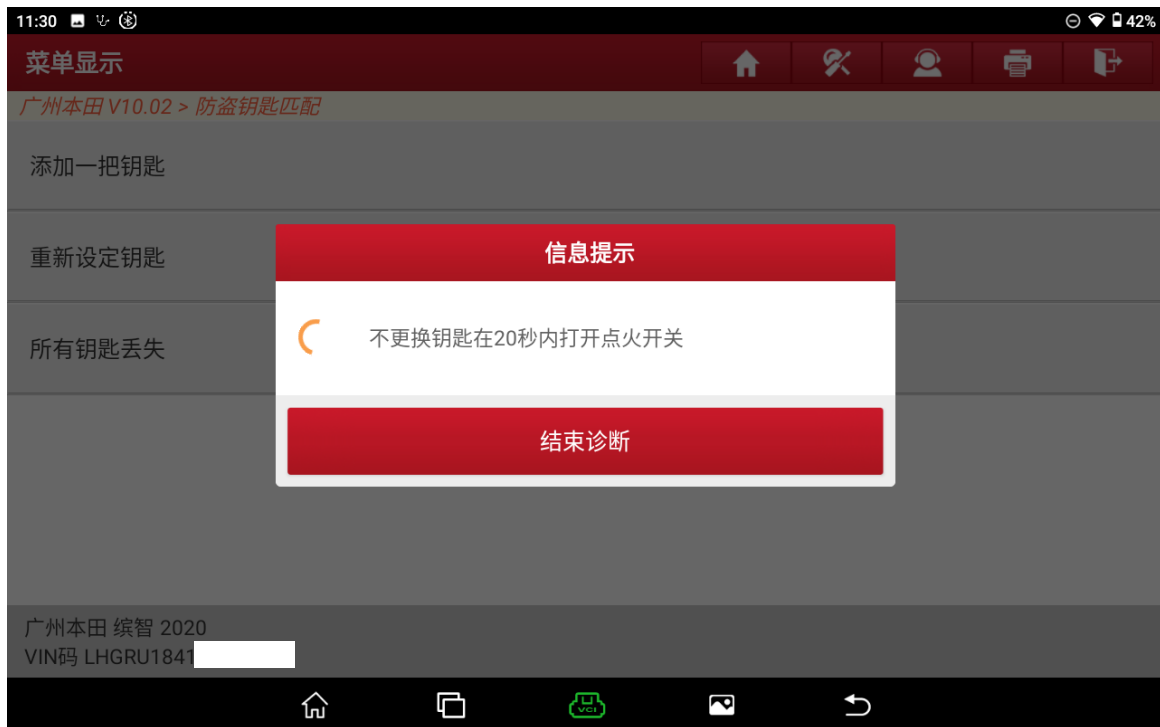 11:30
42%
菜单显示
广州本田 V10.02 > 防盗钥匙匹配
添加一把钥匙
重新设定钥匙
所有钥匙丢失
信息提示
不更换钥匙在20秒内打开点火开关
结束诊断
广州本田 缤智 2020
VIN码 LHGRU1841
VCI